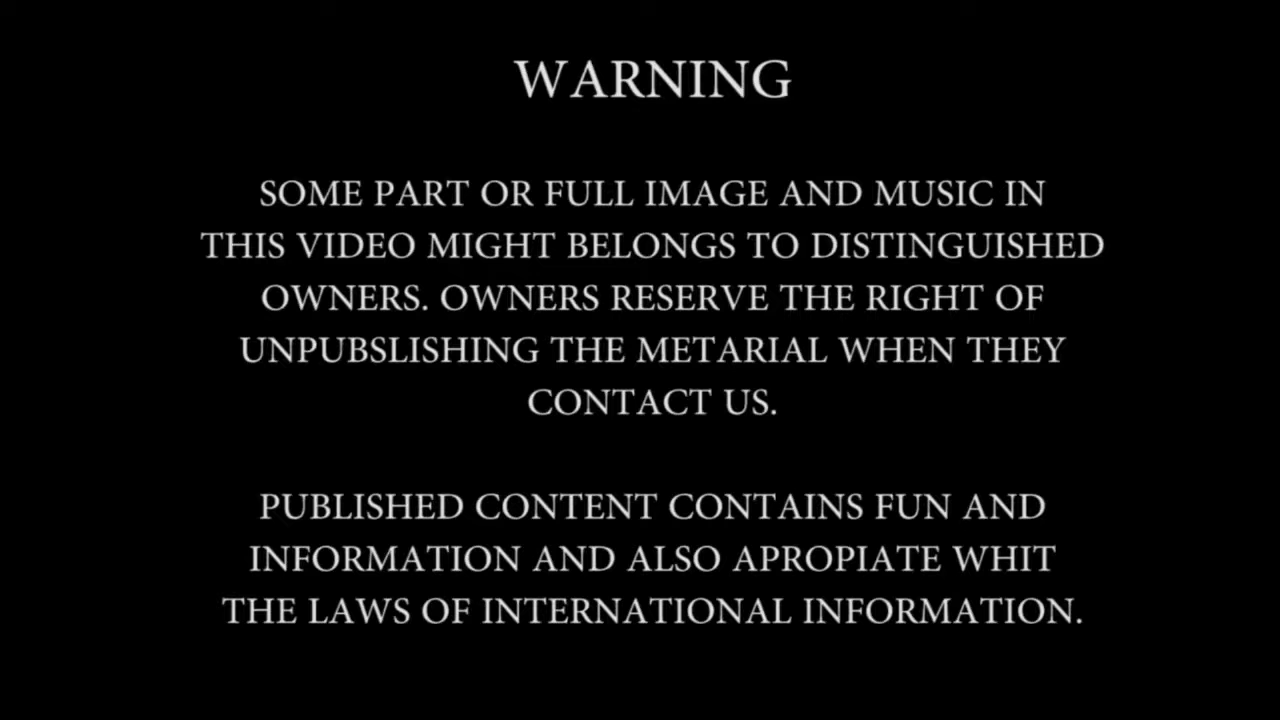 WARNING
SOME PART OR FULL IMAGE AND MUSIC IN
THIS VIDEO MIGHT BELONGS TO DISTINGUISHED
OWNERS. OWNERS RESERVE THE RIGHT OF
UNPUBSLISHING THE METARIAL WHEN THEY
CONTACT US.
PUBLISHED CONTENT CONTAINS FUN AND
INFORMATION AND ALSO APROPIATE WHIT
THE LAWS OF INTERNATIONAL INFORMATION.